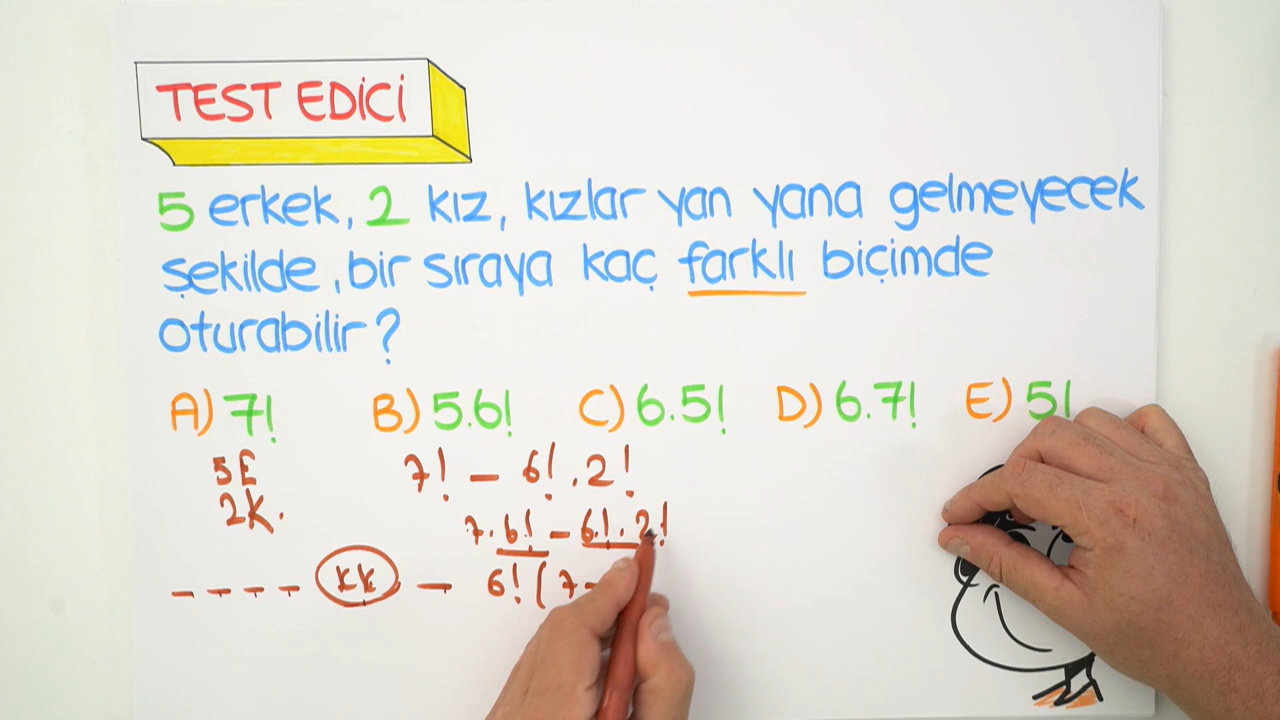 TEST EDİCİ
5 erkek, 2 kız, kızlar yan yana gelmeyecek
şekilde, bir sıraya kaç farklı biçimde
oturabilir?
A) 7! B) 5.6! C) 6.5! D) 6.7! E) 5!
5E 7! - 6!.2!
2K. 7.6! - 6!.2!
- - - - KK - 6!(7-